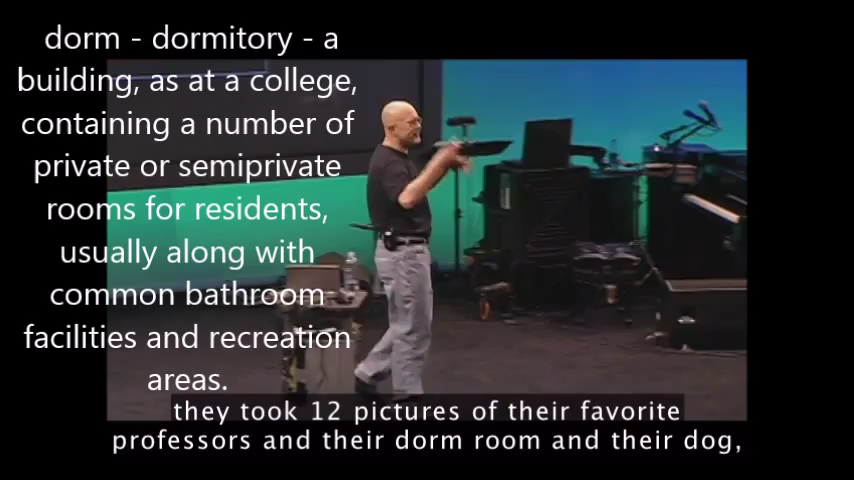 dorm - dormitory - a
building, as at a college,
containing a number of
private or semiprivate
rooms for residents,
usually along with
common bathroom
facilities and recreation
areas.
they took 12 pictures of their favorite
professors and their dorm room and their dog,